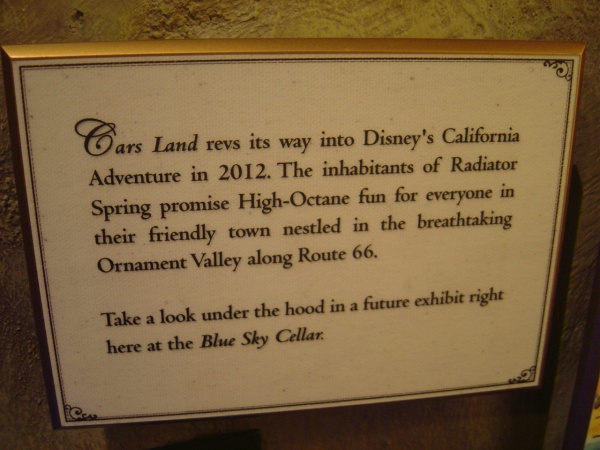 Cars Land revs its way into Disney's California
Adventure in 2012. The inhabitants of Radiator
Spring promise High-Octane fun for everyone in
their friendly town nestled in the breathtaking
Ornament Valley along Route 66.
Take a look under the hood in a future exhibit right
here at the Blue Sky Cellar.